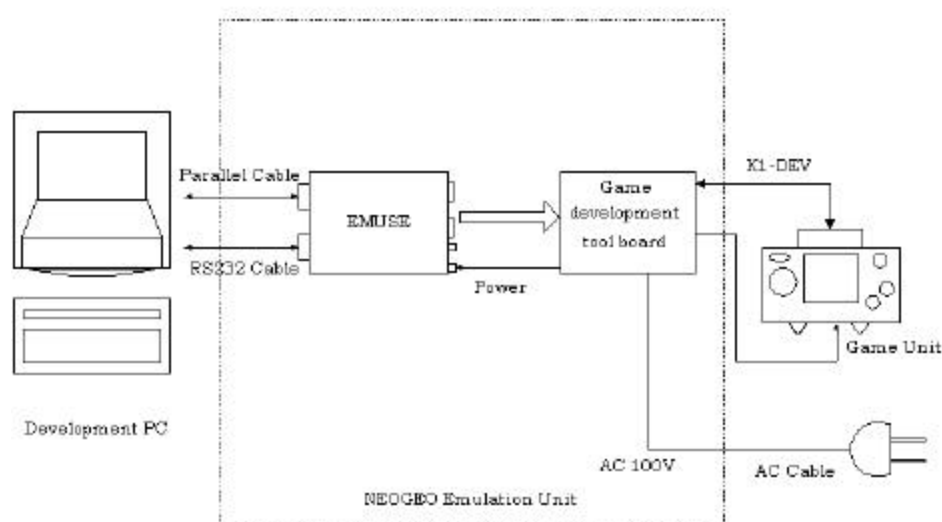 K1-DEV
Parallel Cable
Game
development
tool board
EMUSE
RS232 Cable
Power
Game Unit
Development PC
AC 100V
AC Cable
NEOGEO Emulation Unit